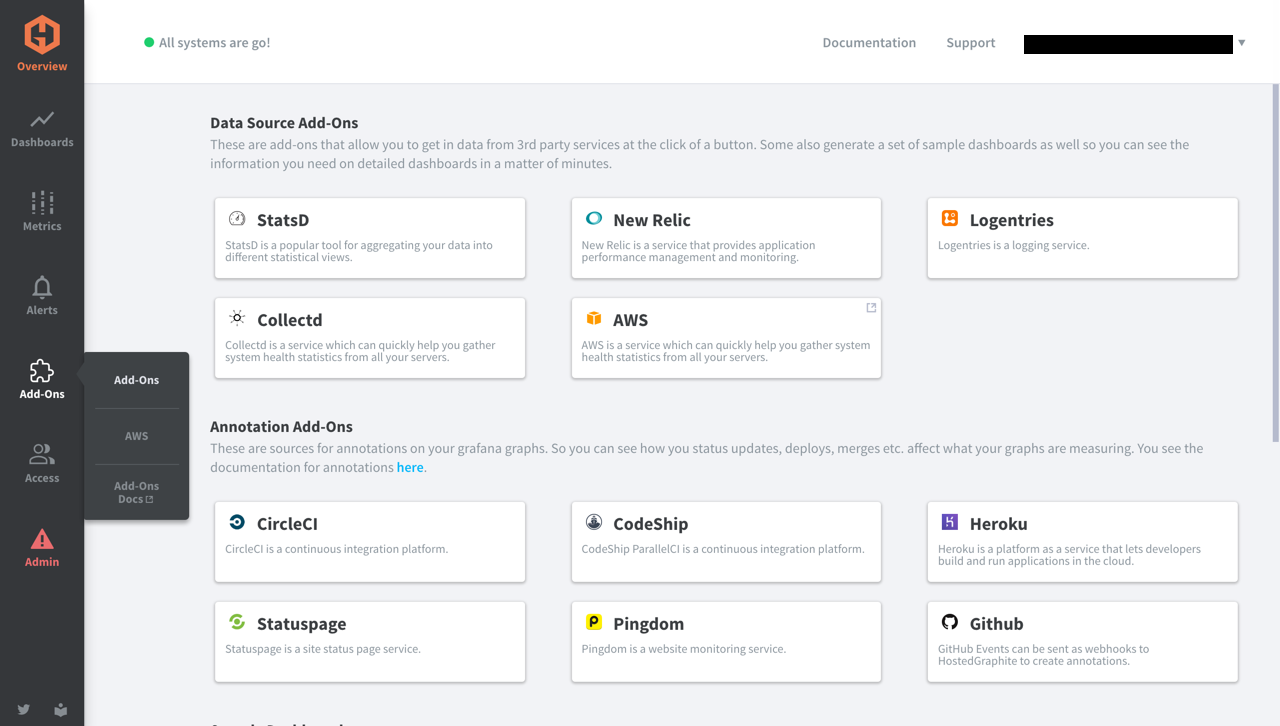 All systems are go!
Documentation
Support
Overview
Dashboards
Metrics
Alerts
Add-Ons
Access
Admin
Add-Ons
AWS
Add-Ons
Docs
Data Source Add-Ons
These are add-ons that allow you to get in data from 3rd party services at the click of a button. Some also generate a set of sample dashboards as well so you can see the
information you need on detailed dashboards in a matter of minutes.
StatsD
StatsD is a popular tool for aggregating your data into
different statistical views.
New Relic
New Relic is a service that provides application
performance management and monitoring.
Logentries
Logentries is a logging service.
Collectd
Collectd is a service which can quickly help you gather
system health statistics from all your servers.
AWS
AWS is a service which can quickly help you gather system
health statistics from all your servers.
Annotation Add-Ons
These are sources for annotations on your grafana graphs. So you can see how you status updates, deploys, merges etc. affect what your graphs are measuring. You see the
documentation for annotations here.
CircleCI
CircleCI is a continuous integration platform.
CodeShip
CodeShip ParallelCI is a continuous integration platform.
Heroku
Heroku is a platform as a service that lets developers
build and run applications in the cloud.
Statuspage
Statuspage is a site status page service.
Pingdom
Pingdom is a website monitoring service.
Github
GitHub Events can be sent as webhooks to
HostedGraphite to create annotations.